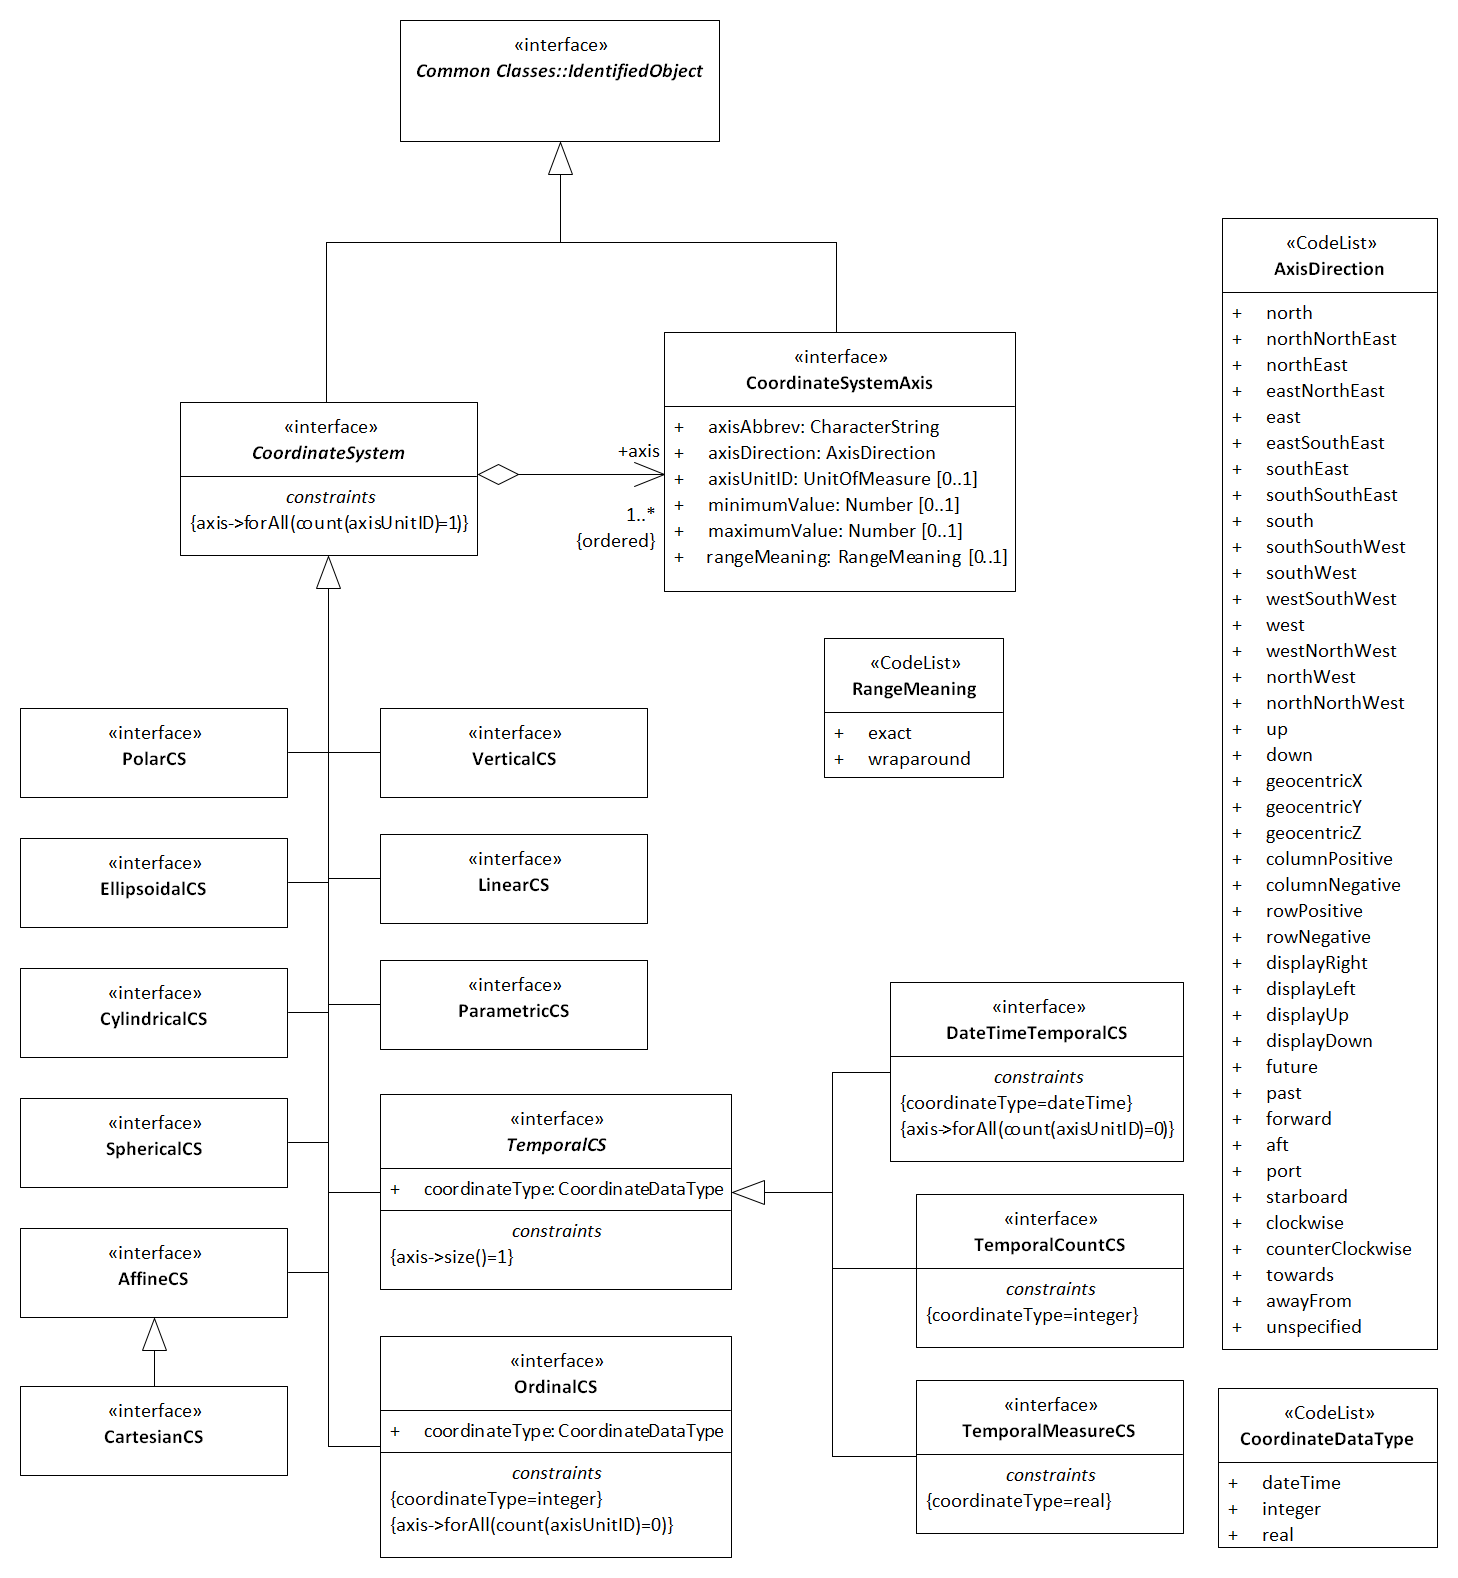 «interface»
Common Classes::IdentifiedObject
«interface»
CoordinateSystem
constraints
{axis->forAll(count(axisUnitID)=1)}
+axis
1..*
{ordered}
«interface»
CoordinateSystemAxis
+ axisAbbrev: CharacterString
+ axisDirection: AxisDirection
+ axisUnitID: UnitOfMeasure [0..1]
+ minimumValue: Number [0..1]
+ maximumValue: Number [0..1]
+ rangeMeaning: RangeMeaning [0..1]
«CodeList»
RangeMeaning
+ exact
+ wraparound
«interface»
PolarCS
«interface»
VerticalCS
«interface»
EllipsoidalCS
«interface»
LinearCS
«interface»
CylindricalCS
«interface»
ParametricCS
«interface»
SphericalCS
«interface»
TemporalCS
+ coordinateType: CoordinateDataType
constraints
{axis->size()=1}
«interface»
AffineCS
«interface»
CartesianCS
«interface»
OrdinalCS
+ coordinateType: CoordinateDataType
constraints
{coordinateType=integer}
{axis->forAll(count(axisUnitID)=0)}
«interface»
DateTimeTemporalCS
constraints
{coordinateType=dateTime}
{axis->forAll(count(axisUnitID)=0)}
«interface»
TemporalCountCS
constraints
{coordinateType=integer}
«interface»
TemporalMeasureCS
constraints
{coordinateType=real}
«CodeList»
AxisDirection
+ north
+ northNorthEast
+ northEast
+ eastNorthEast
+ east
+ eastSouthEast
+ southEast
+ southSouthEast
+ south
+ southSouthWest
+ southWest
+ westSouthWest
+ west
+ westNorthWest
+ northWest
+ northNorthWest
+ up
+ down
+ geocentricX
+ geocentricY
+ geocentricZ
+ columnPositive
+ columnNegative
+ rowPositive
+ rowNegative
+ displayRight
+ displayLeft
+ displayUp
+ displayDown
+ future
+ past
+ forward
+ aft
+ port
+ starboard
+ clockwise
+ counterClockwise
+ towards
+ awayFrom
+ unspecified
«CodeList»
CoordinateDataType
+ dateTime
+ integer
+ real